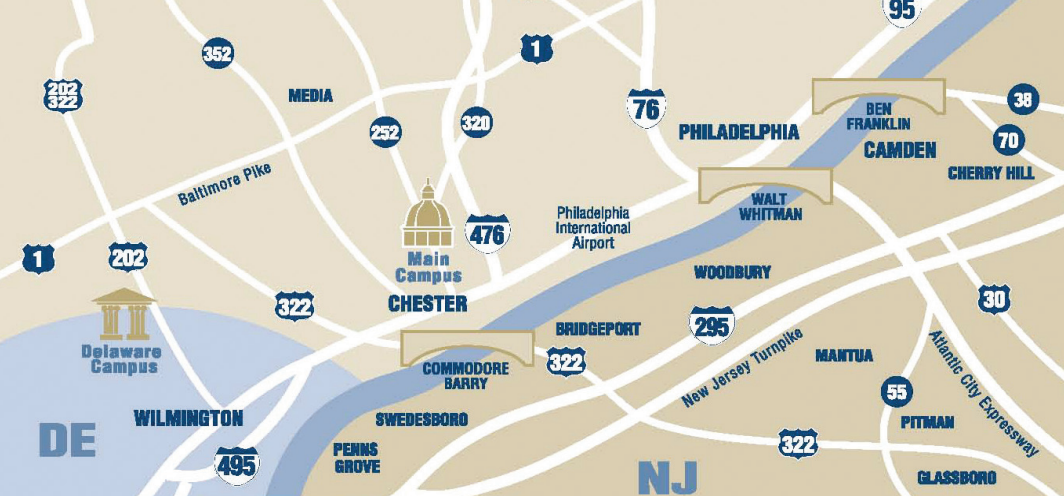 95
352
1
202
322
MEDIA
76
BEN
FRANKLIN
38
252
320
PHILADELPHIA
CAMDEN
70
CHERRY HILL
Baltimore Pike
WALT
WHITMAN
Philadelphia
International
Airport
476
1
202
Main
Campus
WOODBURY
CHESTER
322
30
295
BRIDGEPORT
322
New Jersey Turnpike
MANTUA
Atlantic City Expressway
Delaware
Campus
COMMODORE
BARRY
55
WILMINGTON
SWEDESBORO
PITMAN
DE
PENNS
GROVE
322
495
NJ
GLASSBORO